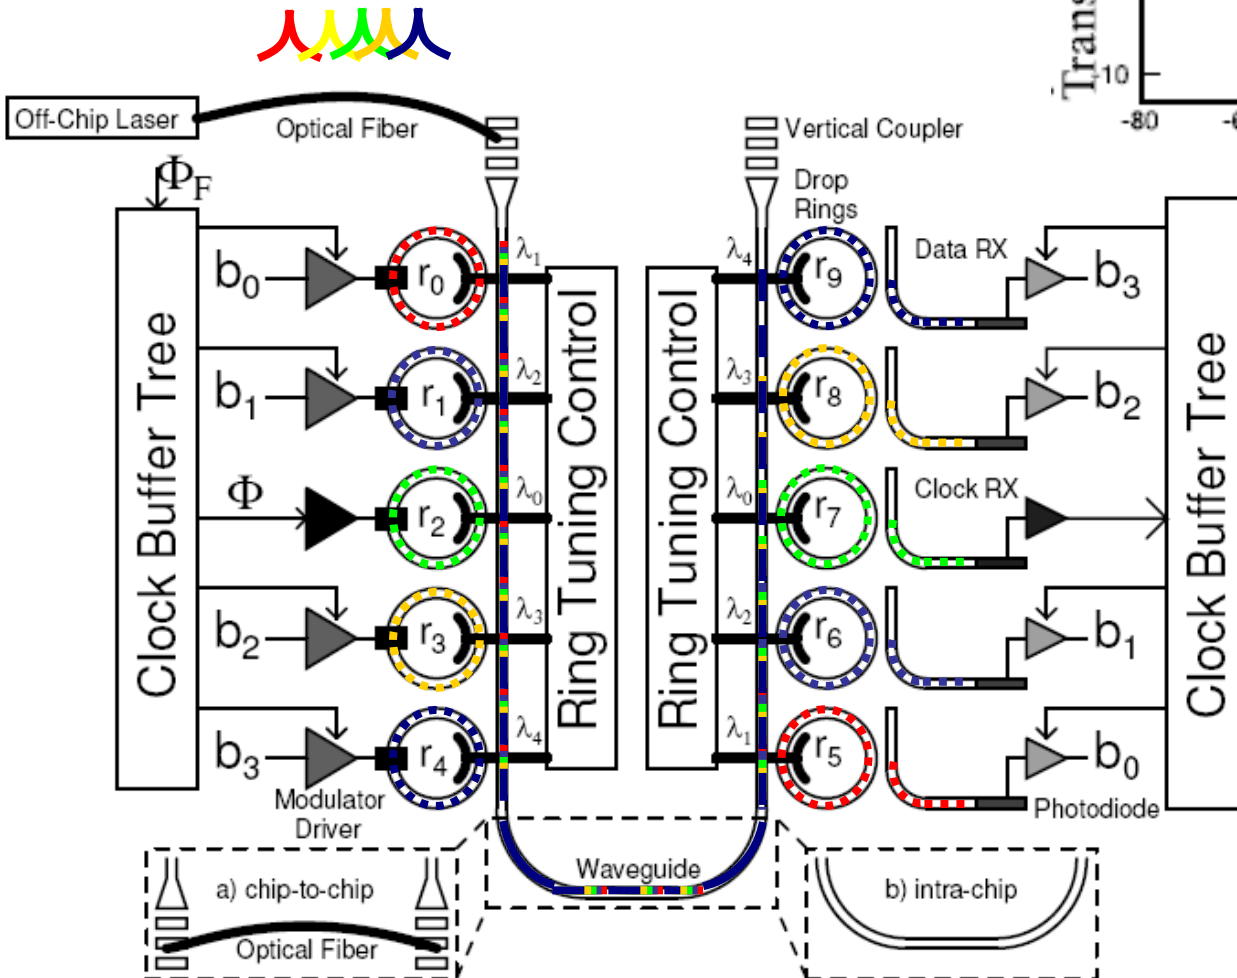 Trans
-10
-80
-6
Off-Chip Laser
Optical Fiber
Vertical Coupler
Φ_F
Drop
Rings
Clock Buffer Tree
b₀
r₀
λ₁
λ₄
r₉
Data RX
b₃
b₁
r₁
λ₂
λ₃
r₈
b₂
Φ
r₂
λ₀
λ₀
r₇
Clock RX
b₂
r₃
λ₃
λ₂
r₆
b₁
b₃
r₄
λ₄
λ₁
r₅
b₀
Ring Tuning Control
Ring Tuning Control
Clock Buffer Tree
Modulator
Driver
Photodiode
Waveguide
a) chip-to-chip
Optical Fiber
b) intra-chip